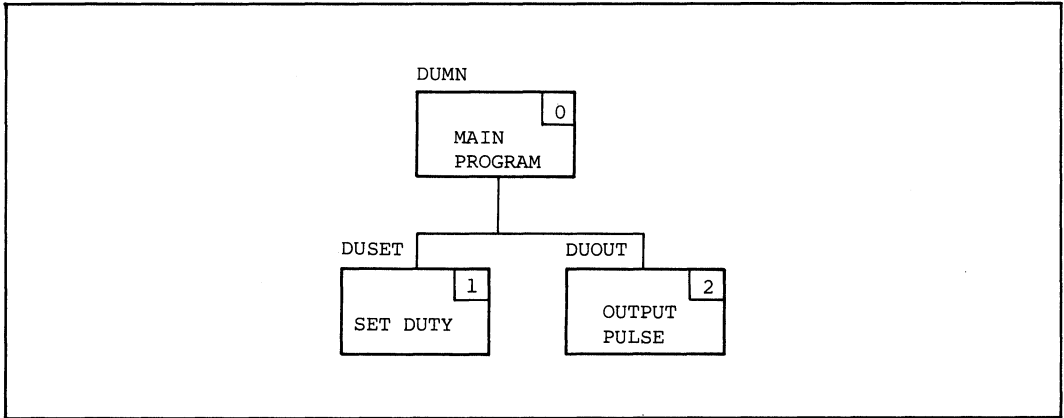 DUMN
0
MAIN
PROGRAM
DUSET
1
SET DUTY
DUOUT
2
OUTPUT
PULSE